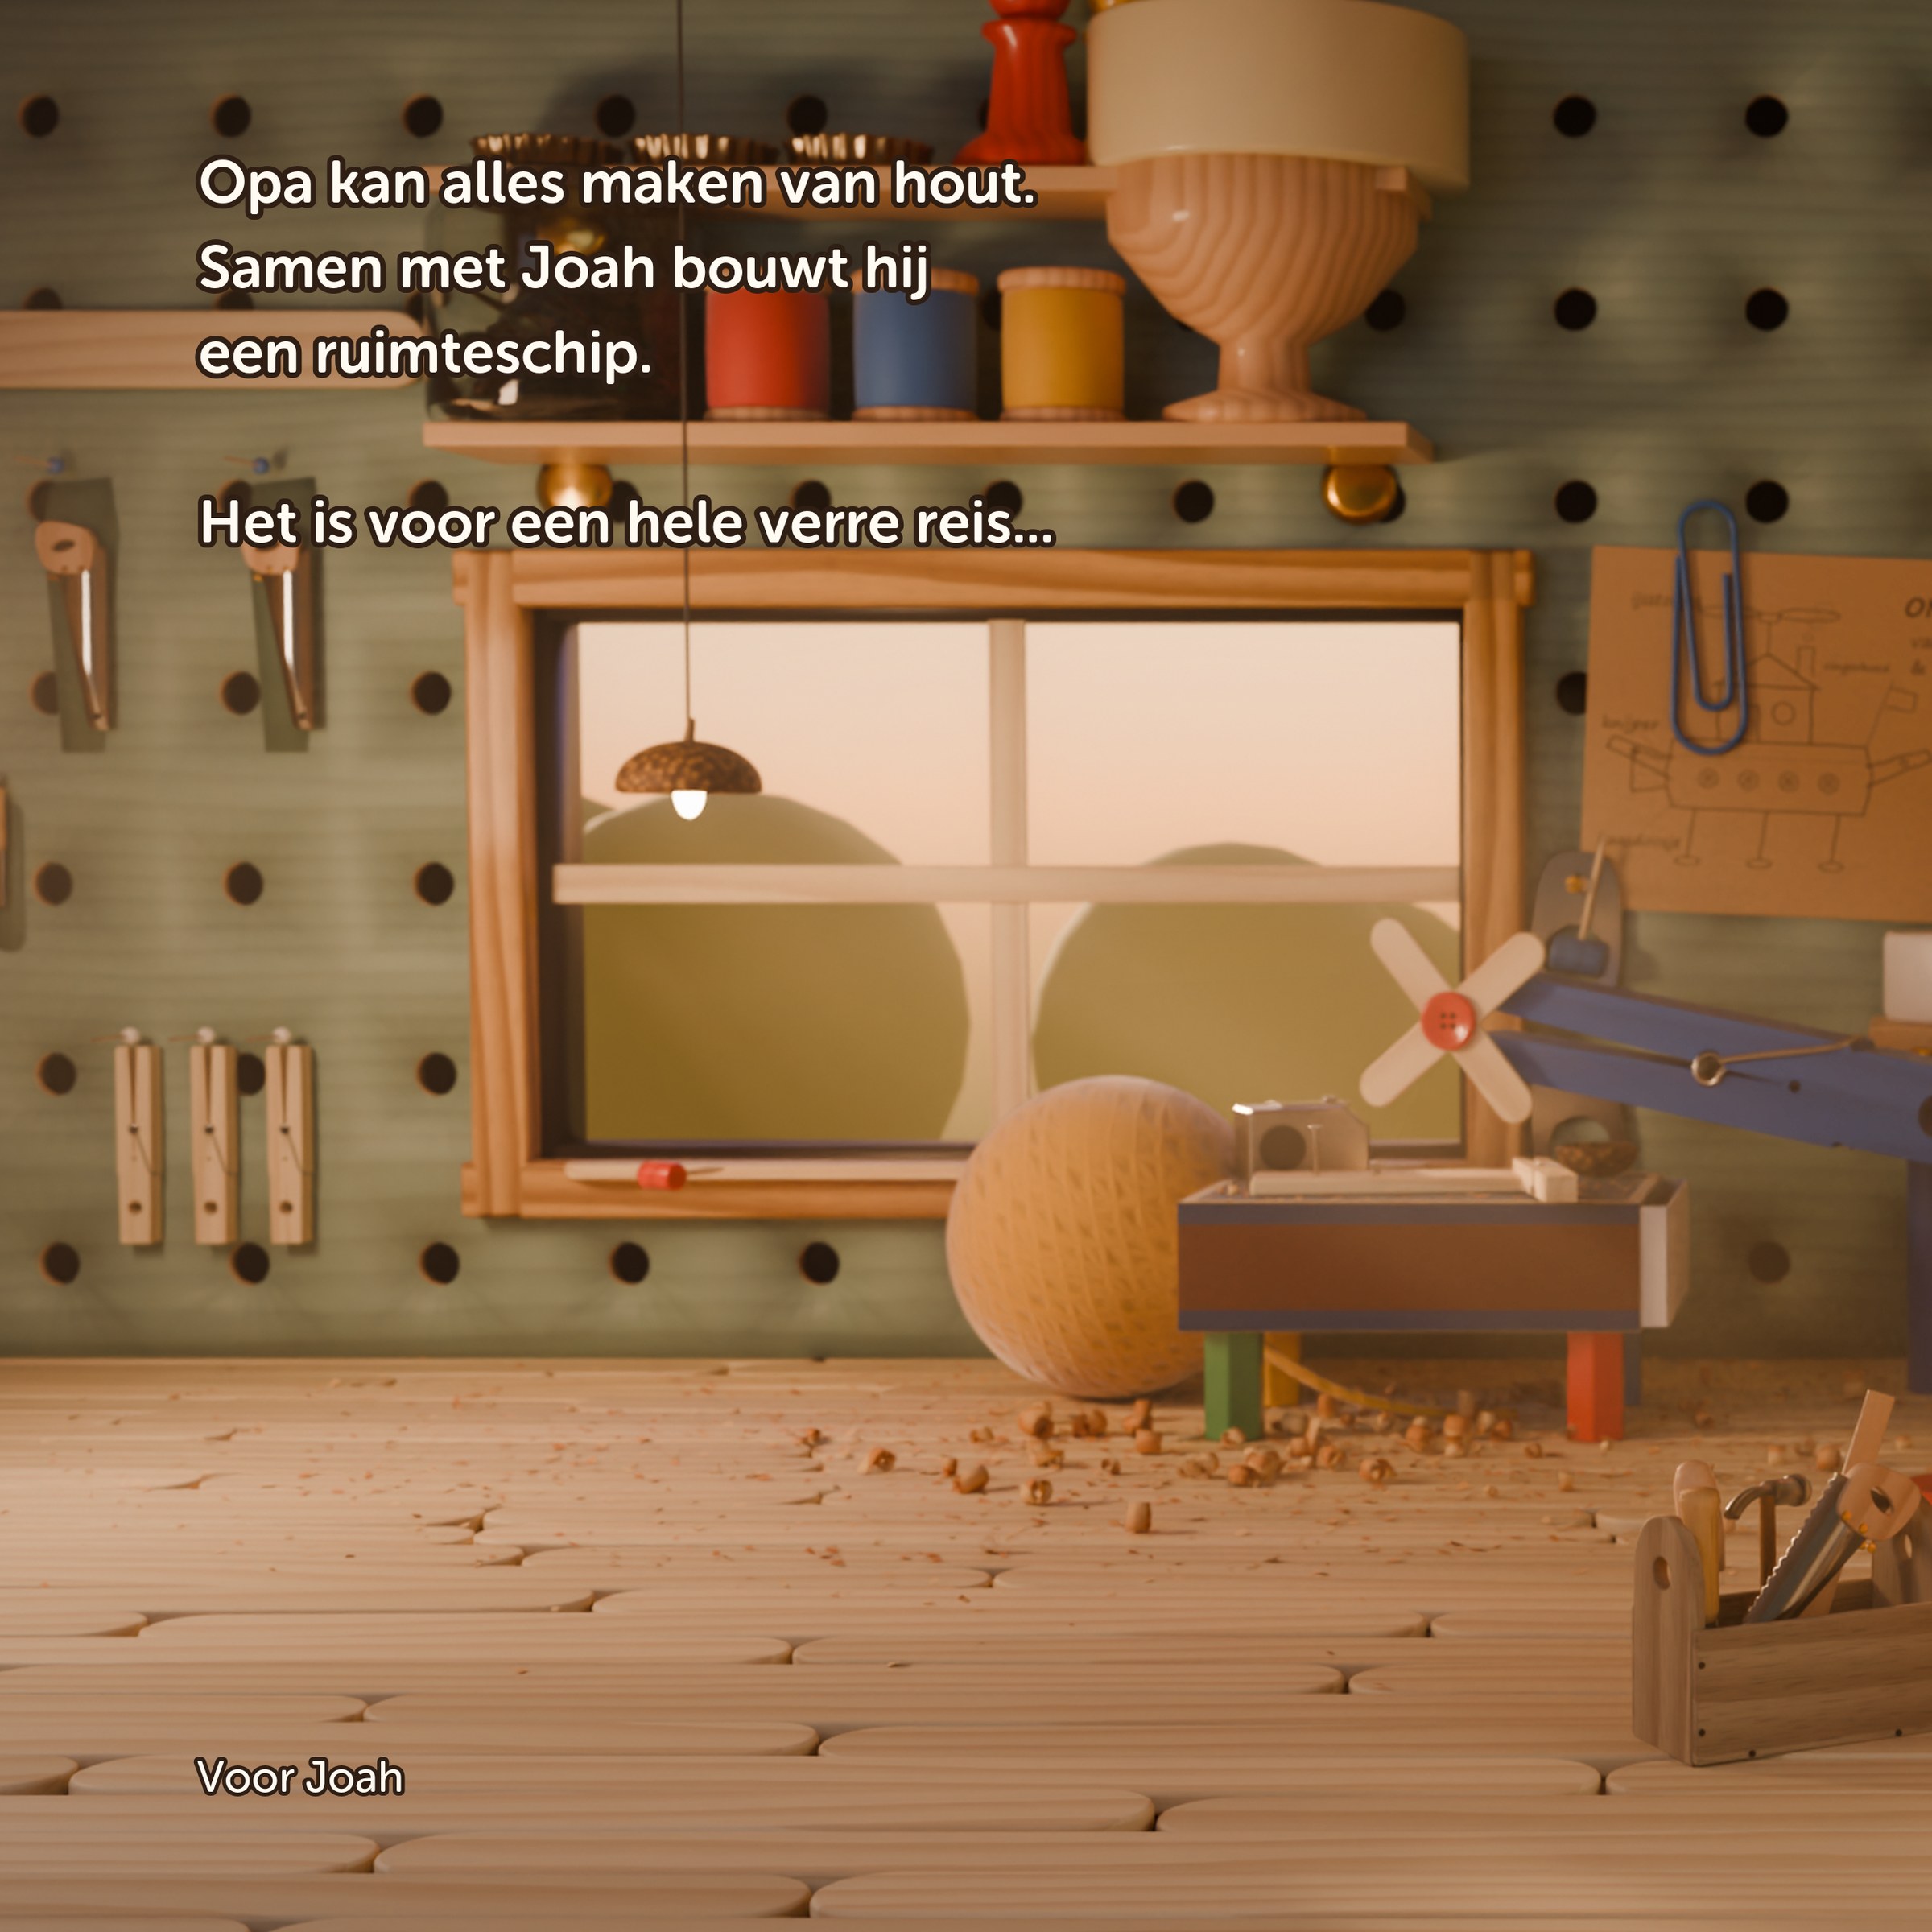 Opa kan alles maken van hout.
Samen met Joah bouwt hij
een ruimteschip.
Het is voor een hele verre reis...
Voor Joah